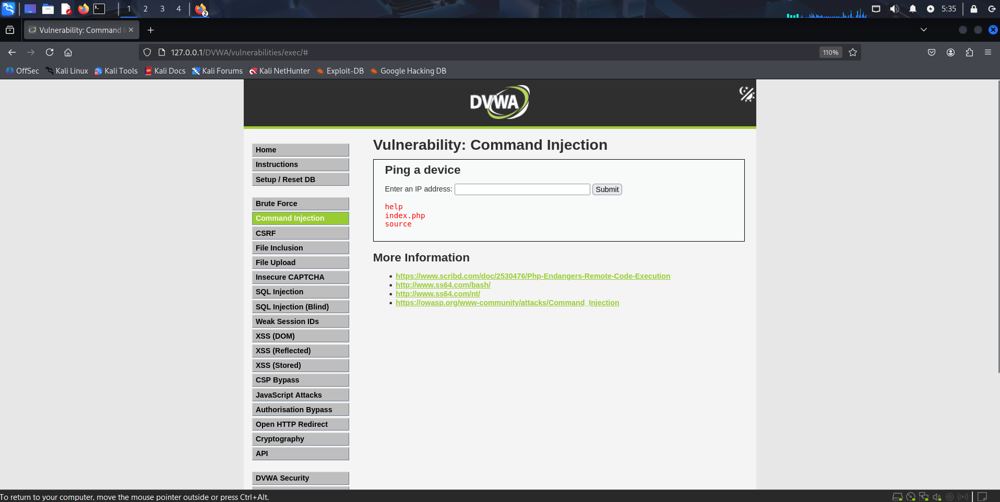 1 2 3 4 2 5:35
Vulnerability: Command I
127.0.0.1/DVWA/vulnerabilities/exec/# 110%
OffSec Kali Linux Kali Tools Kali Docs Kali Forums Kali NetHunter Exploit-DB Google Hacking DB
DVWA
Vulnerability: Command Injection
Home
Instructions
Setup / Reset DB
Brute Force
Command Injection
CSRF
File Inclusion
File Upload
Insecure CAPTCHA
SQL Injection
SQL Injection (Blind)
Weak Session IDs
XSS (DOM)
XSS (Reflected)
XSS (Stored)
CSP Bypass
JavaScript Attacks
Authorisation Bypass
Open HTTP Redirect
Cryptography
API
DVWA Security
Ping a device
Enter an IP address: Submit
help
index.php
source
More Information
https://www.scribd.com/doc/2530476/Php-Endangers-Remote-Code-Execution
http://www.ss64.com/bash/
http://www.ss64.com/nt/
https://owasp.org/www-community/attacks/Command_Injection
To return to your computer, move the mouse pointer outside or press Ctrl+Alt.